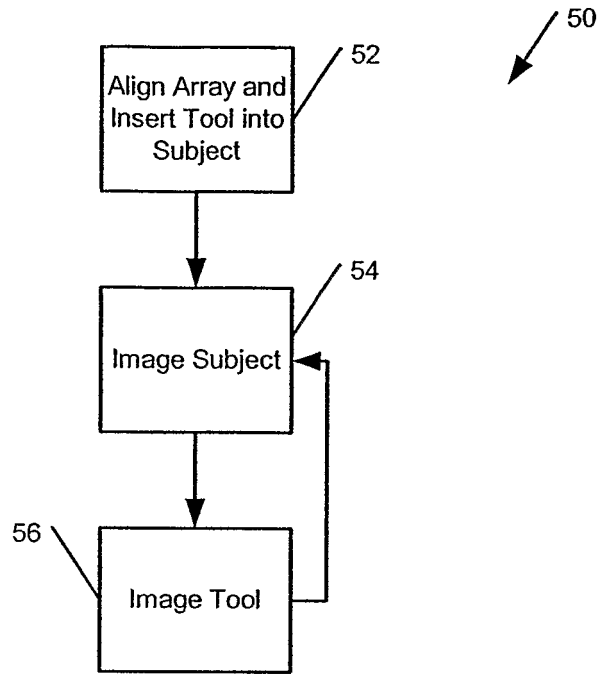 50
52
Align Array and
Insert Tool into
Subject
54
Image Subject
56
Image Tool